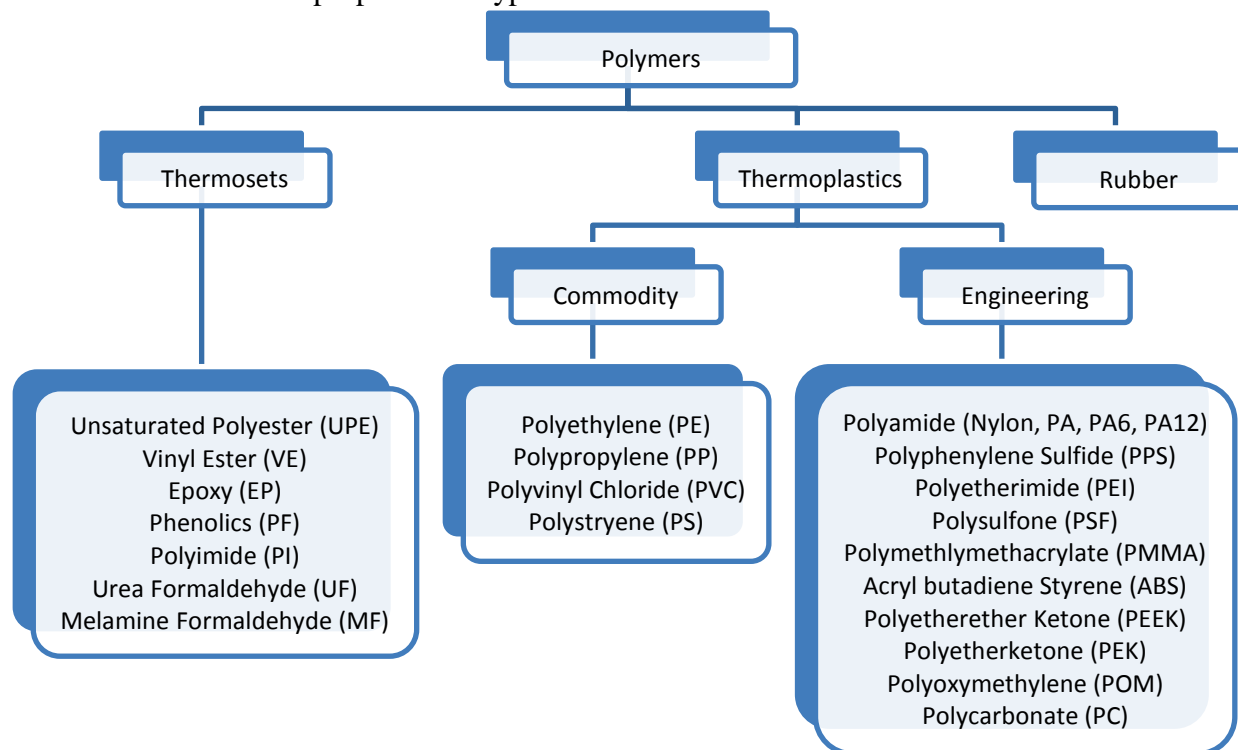 Polymers
Thermosets
Thermoplastics
Rubber
Commodity
Engineering
Unsaturated Polyester (UPE)
Vinyl Ester (VE)
Epoxy (EP)
Phenolics (PF)
Polyimide (PI)
Urea Formaldehyde (UF)
Melamine Formaldehyde (MF)
Polyethylene (PE)
Polypropylene (PP)
Polyvinyl Chloride (PVC)
Polystryene (PS)
Polyamide (Nylon, PA, PA6, PA12)
Polyphenylene Sulfide (PPS)
Polyetherimide (PEI)
Polysulfone (PSF)
Polymethlymethacrylate (PMMA)
Acryl butadiene Styrene (ABS)
Polyetherether Ketone (PEEK)
Polyetherketone (PEK)
Polyoxymethylene (POM)
Polycarbonate (PC)